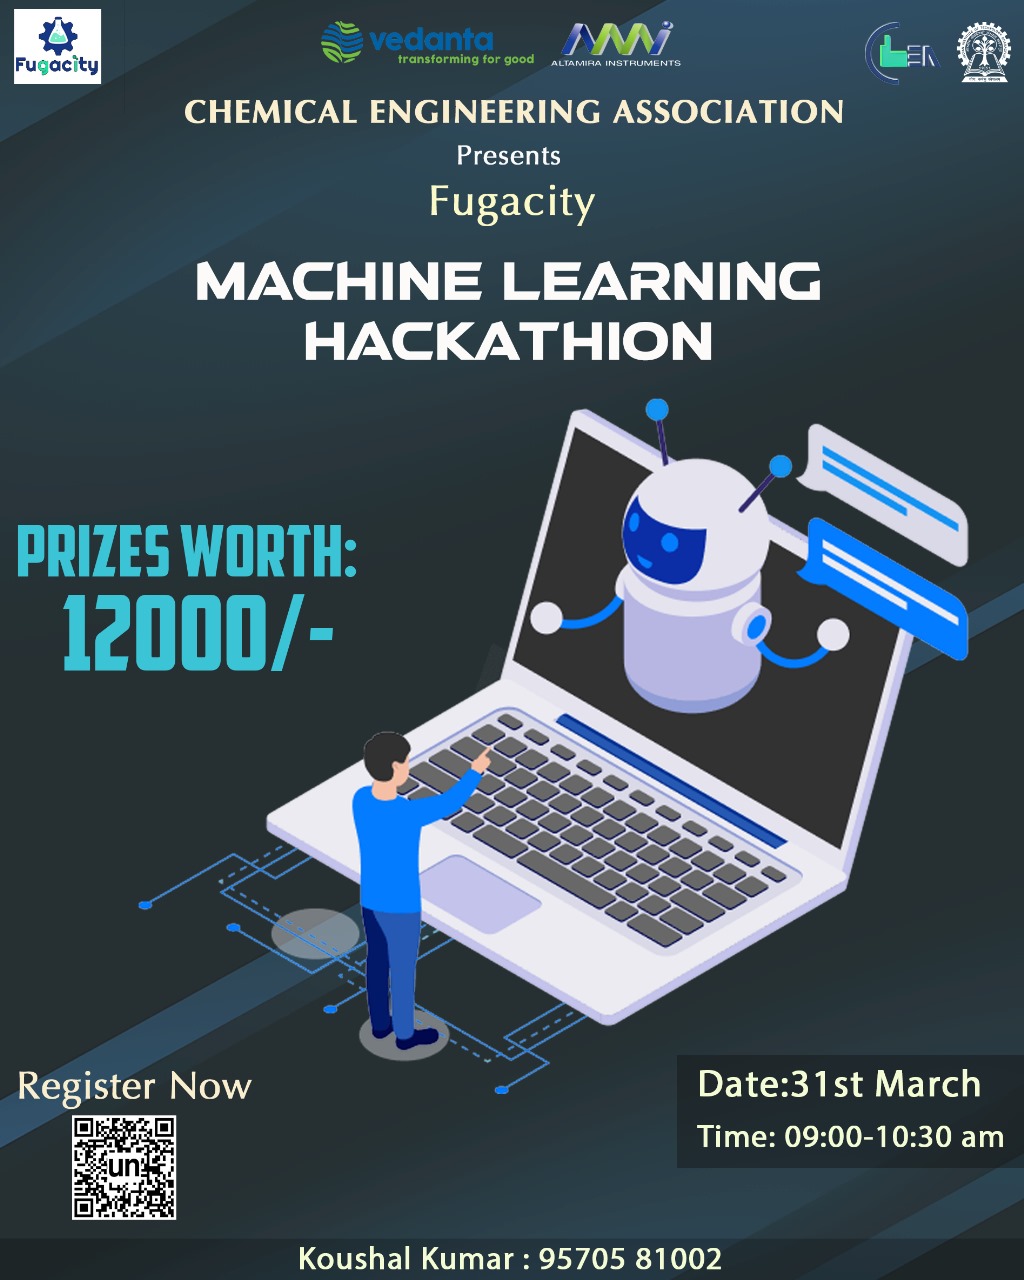 Fugacity
vedanta
transforming for good
ALTAMIRA INSTRUMENTS
CHEMICAL ENGINEERING ASSOCIATION
Presents
Fugacity
MACHINE LEARNING
HACKATHION
PRIZES WORTH:
12000/-
Register Now
un
Date:31st March
Time: 09:00-10:30 am
Koushal Kumar : 95705 81002